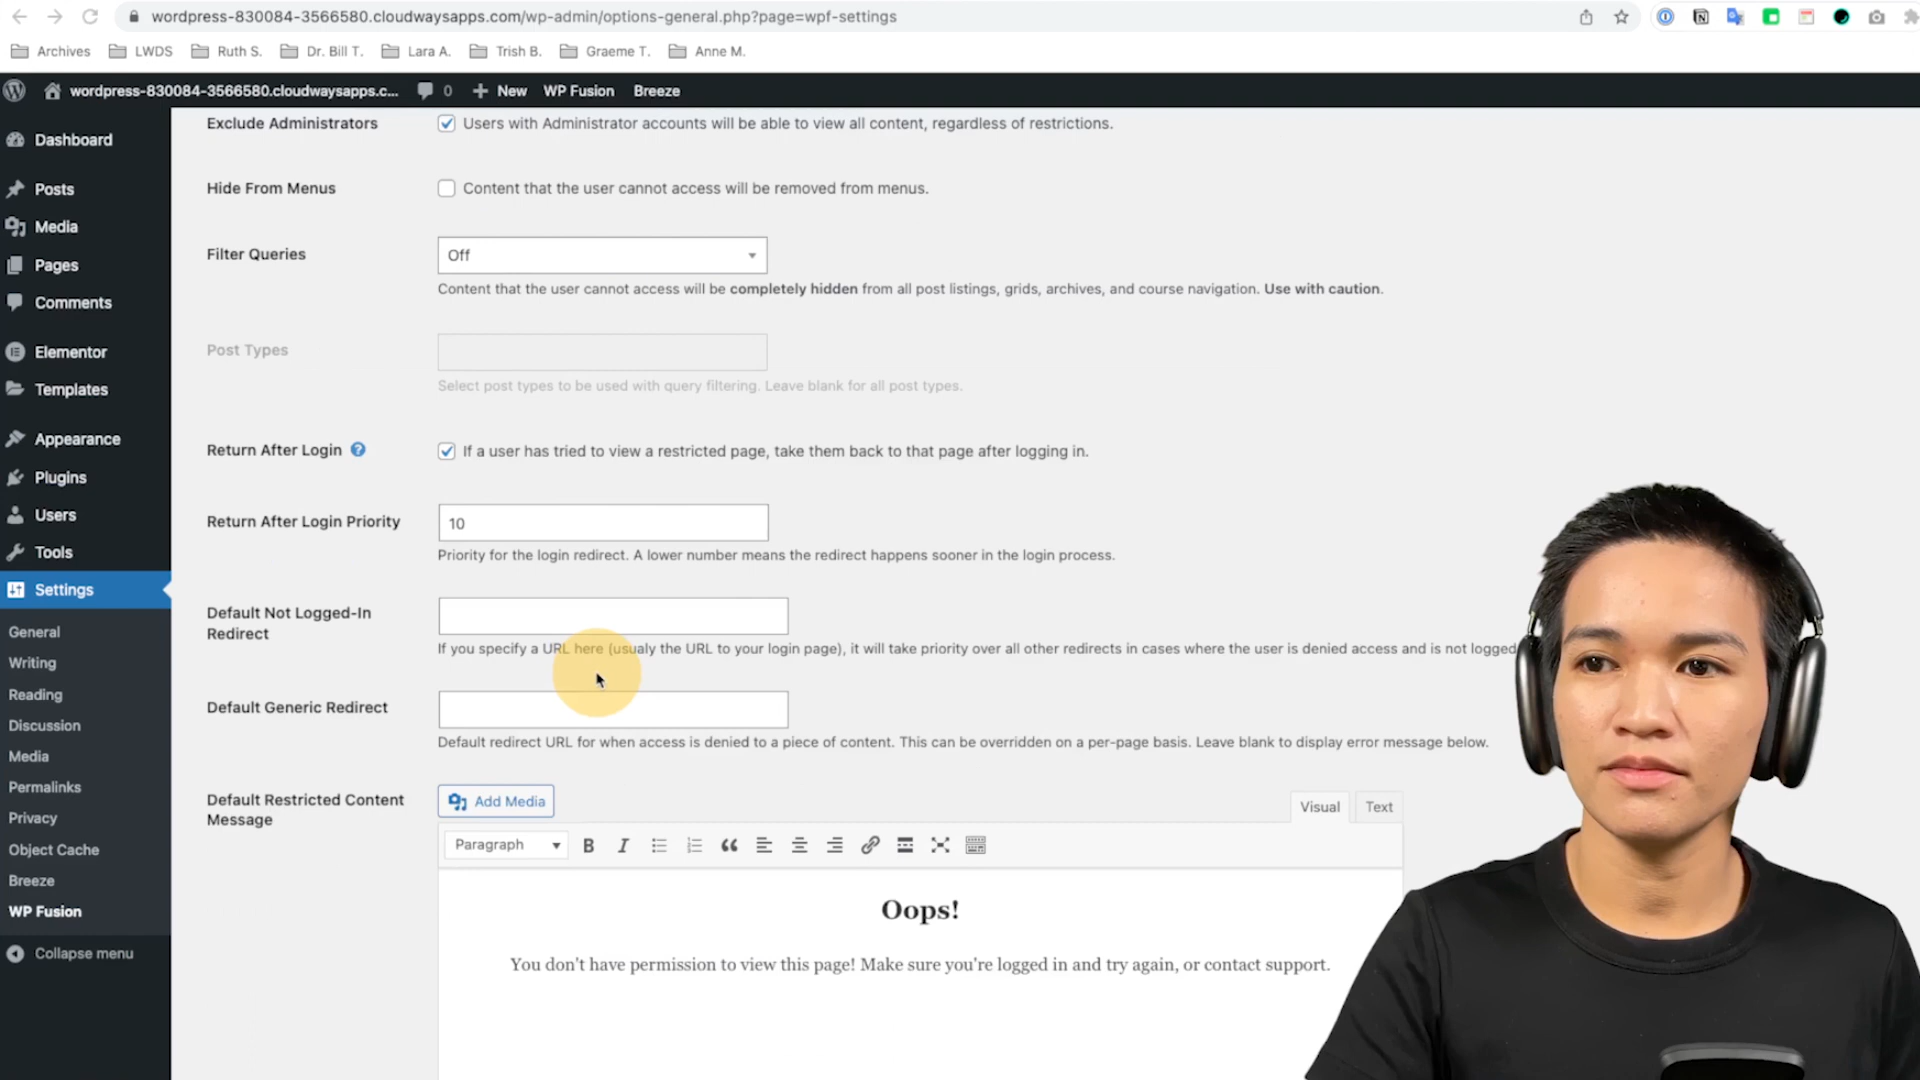 wordpress-830084-3566580.cloudwaysapps.com/wp-admin/options-general.php?page=wpf-settings
Archives LWDS Ruth S. Dr. Bill T. Lara A. Trish B. Graeme T. Anne M.
wordpress-830084-3566580.cloudwaysapps.c... 0 New WP Fusion Breeze
Dashboard
Posts
Media
Pages
Comments
Elementor
Templates
Appearance
Plugins
Users
Tools
Settings
General
Writing
Reading
Discussion
Media
Permalinks
Privacy
Object Cache
Breeze
WP Fusion
Collapse menu
Exclude Administrators
Users with Administrator accounts will be able to view all content, regardless of restrictions.
Hide From Menus
Content that the user cannot access will be removed from menus.
Filter Queries
Off
Content that the user cannot access will be completely hidden from all post listings, grids, archives, and course navigation. Use with caution.
Post Types
Select post types to be used with query filtering. Leave blank for all post types.
Return After Login ?
If a user has tried to view a restricted page, take them back to that page after logging in.
Return After Login Priority
10
Priority for the login redirect. A lower number means the redirect happens sooner in the login process.
Default Not Logged-In
Redirect
If you specify a URL here (usualy the URL to your login page), it will take priority over all other redirects in cases where the user is denied access and is not logged
Default Generic Redirect
Default redirect URL for when access is denied to a piece of content. This can be overridden on a per-page basis. Leave blank to display error message below.
Default Restricted Content
Message
Add Media
Visual Text
Paragraph B I
Oops!
You don't have permission to view this page! Make sure you're logged in and try again, or contact support.